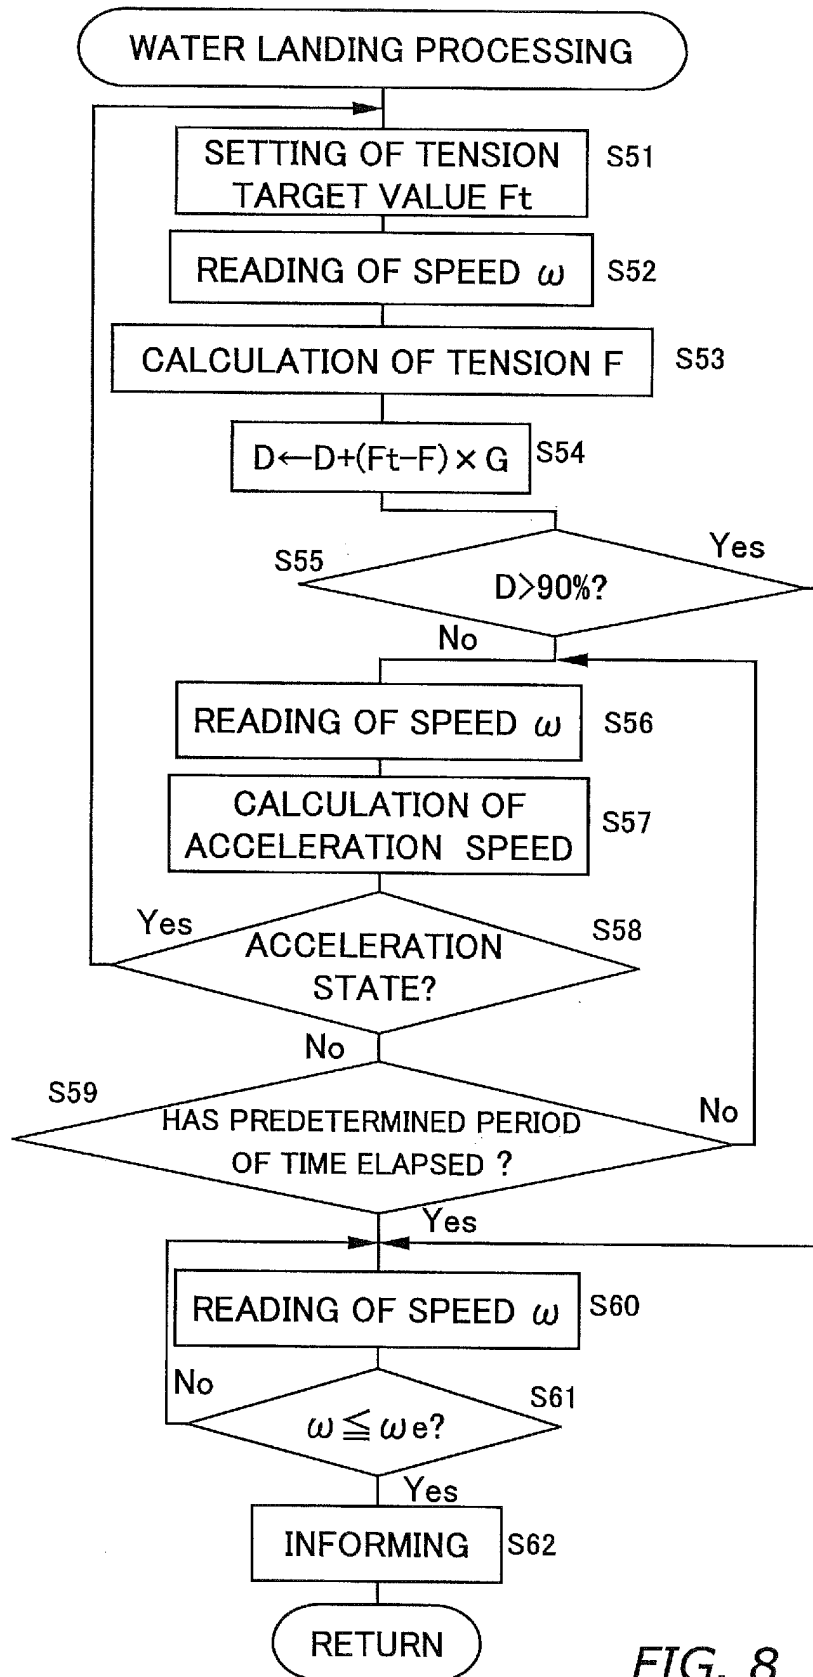 WATER LANDING PROCESSING
SETTING OF TENSION
TARGET VALUE Ft
S51
READING OF SPEED ω
S52
CALCULATION OF TENSION F
S53
D←D+(Ft-F)×G
S54
S55
D>90%?
Yes
No
READING OF SPEED ω
S56
CALCULATION OF
ACCELERATION SPEED
S57
Yes
ACCELERATION
STATE?
S58
No
S59
HAS PREDETERMINED PERIOD
OF TIME ELAPSED ?
No
Yes
READING OF SPEED ω
S60
No
ω≦ωe?
S61
Yes
INFORMING
S62
RETURN
FIG. 8